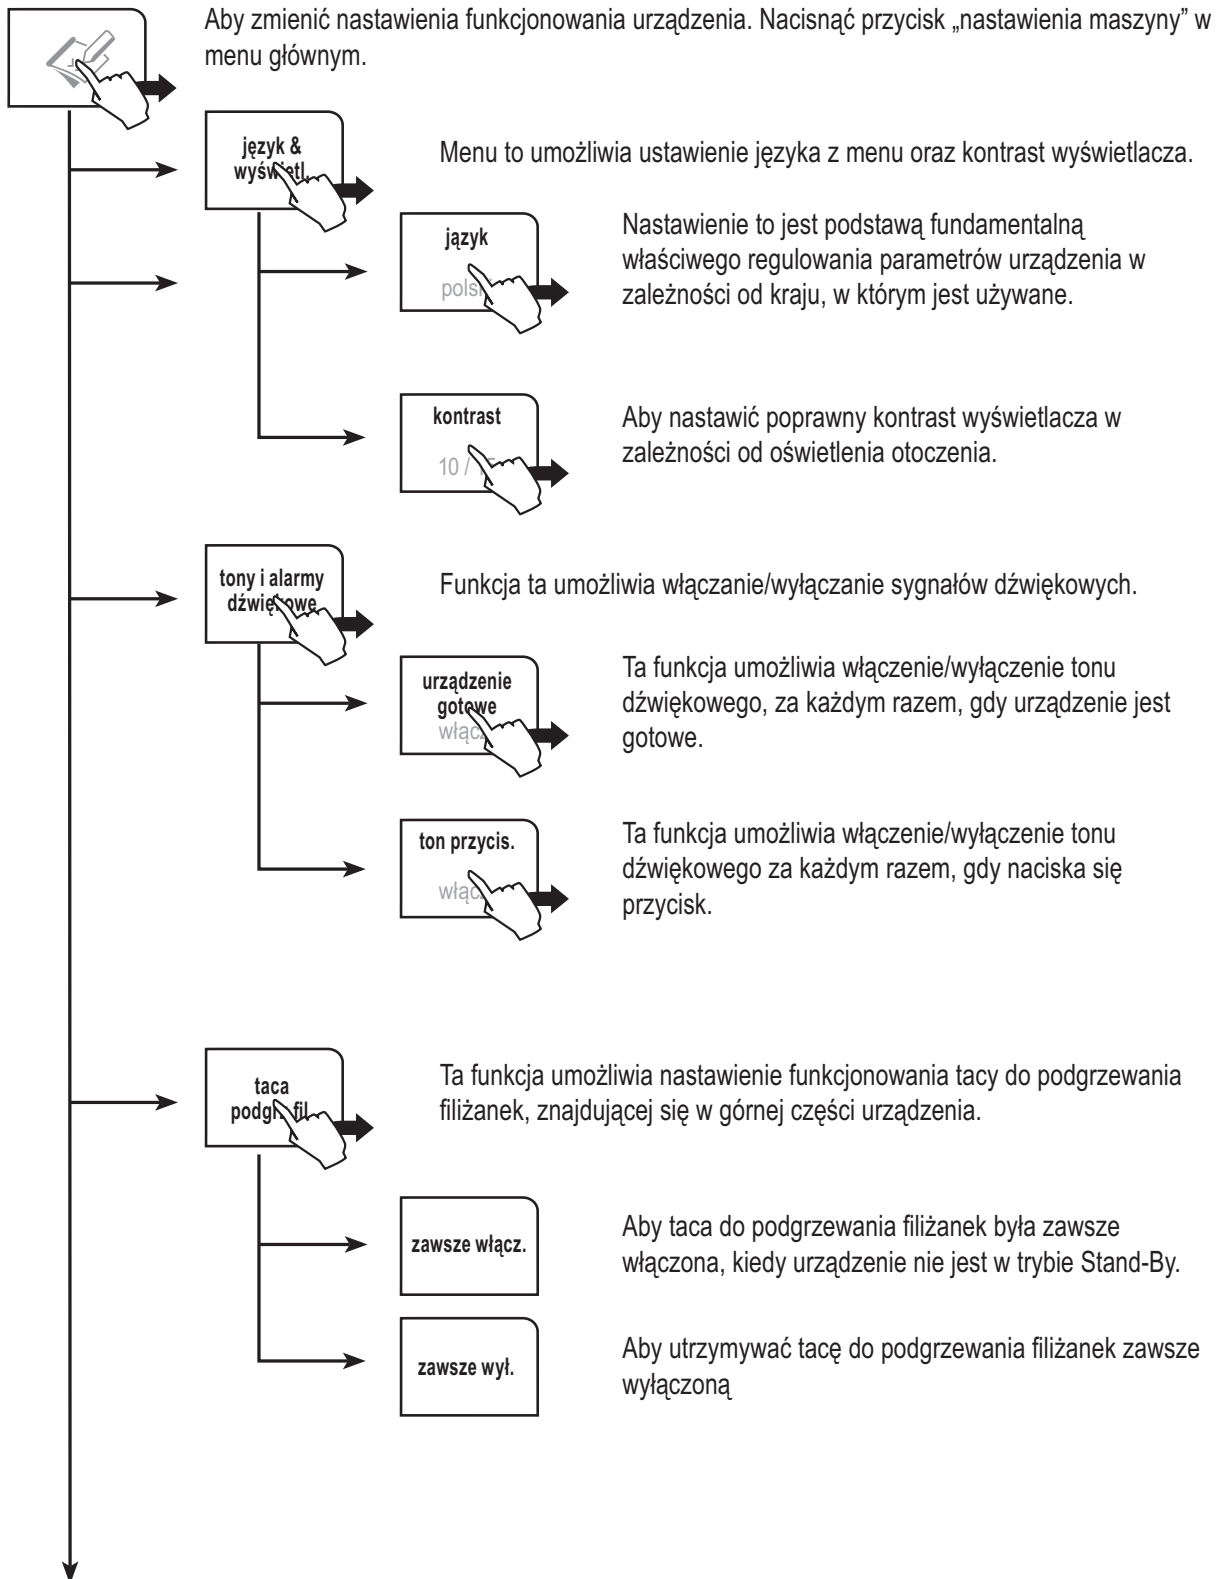 Aby zmienić nastawienia funkcjonowania urządzenia. Nacisnąć przycisk „nastawienia maszyny” w
menu głównym.
język &
Menu to umożliwia ustawienie języka z menu oraz kontrast wyświetlacza.
jązyk
Nastawienie to jest podstawą fundamentalną
właściwego regulowania parametrów urządzenia w
zależności od kraju, w którym jest używane.
kontrast
10 /
Aby nastawić poprawny kontrast wyświetlacza w
zależności od oświetlenia otoczenia.
tony i alarmy
dźwiękowe
Funkcja ta umożliwia włączanie/wyłączanie sygnałów dźwiękowych.
urządzenie
gotowe
Ta funkcja umożliwia włączenie/wyłączenie tonu
dźwiękowego, za każdym razem, gdy urządzenie jest
gotowe.
ton przycis.
Ta funkcja umożliwia włączenie/wyłączenie tonu
dźwiękowego za każdym razem, gdy naciska się
przycisk.
taca
Ta funkcja umożliwia nastawienie funkcjonowania tacy do podgrzewania
filiżanek, znajdującej się w górnej części urządzenia.
zawsze włącz.
Aby taca do podgrzewania filiżanek była zawsze
włączona, kiedy urządzenie nie jest w trybie Stand-By.
zawsze wył.
Aby utrzymywać tacę do podgrzewania filiżanek zawsze
wyłączoną